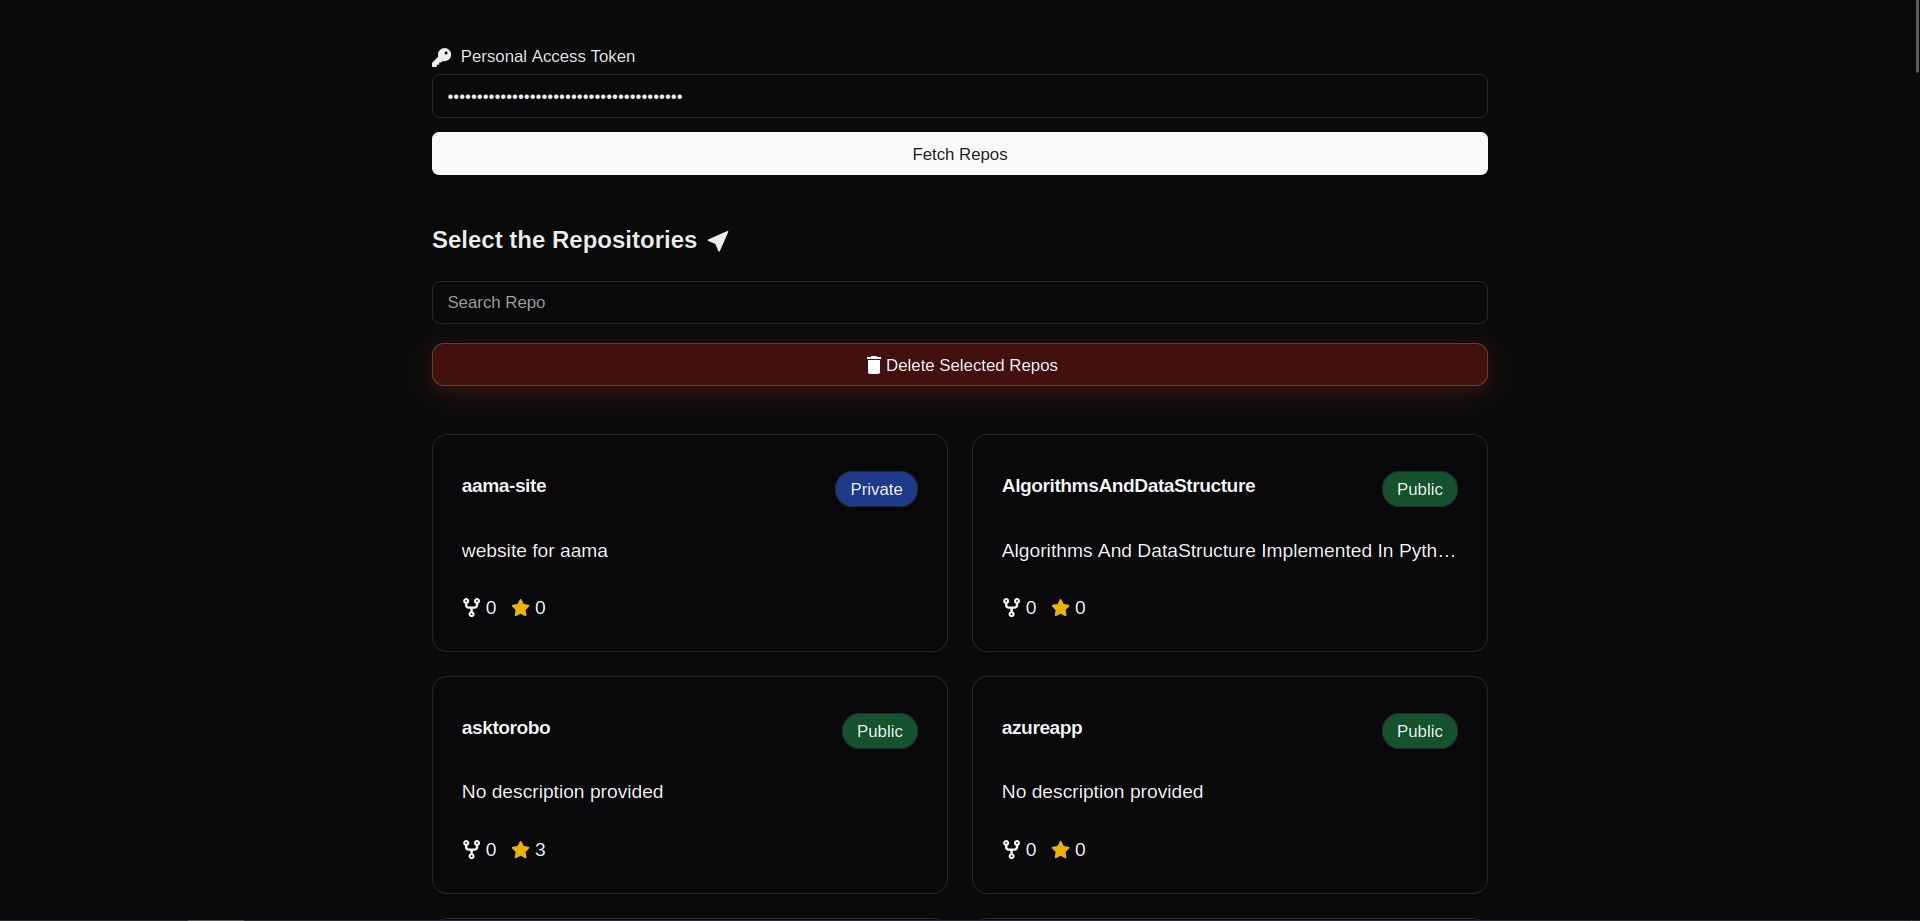 Personal Access Token
••••••••••••••••••••••••••••••••••••••••
Fetch Repos
Select the Repositories
Search Repo
Delete Selected Repos
aama-site
Private
website for aama
0 0
AlgorithmsAndDataStructure
Public
Algorithms And DataStructure Implemented In Pyth…
0 0
asktorobo
Public
No description provided
0 3
azureapp
Public
No description provided
0 0